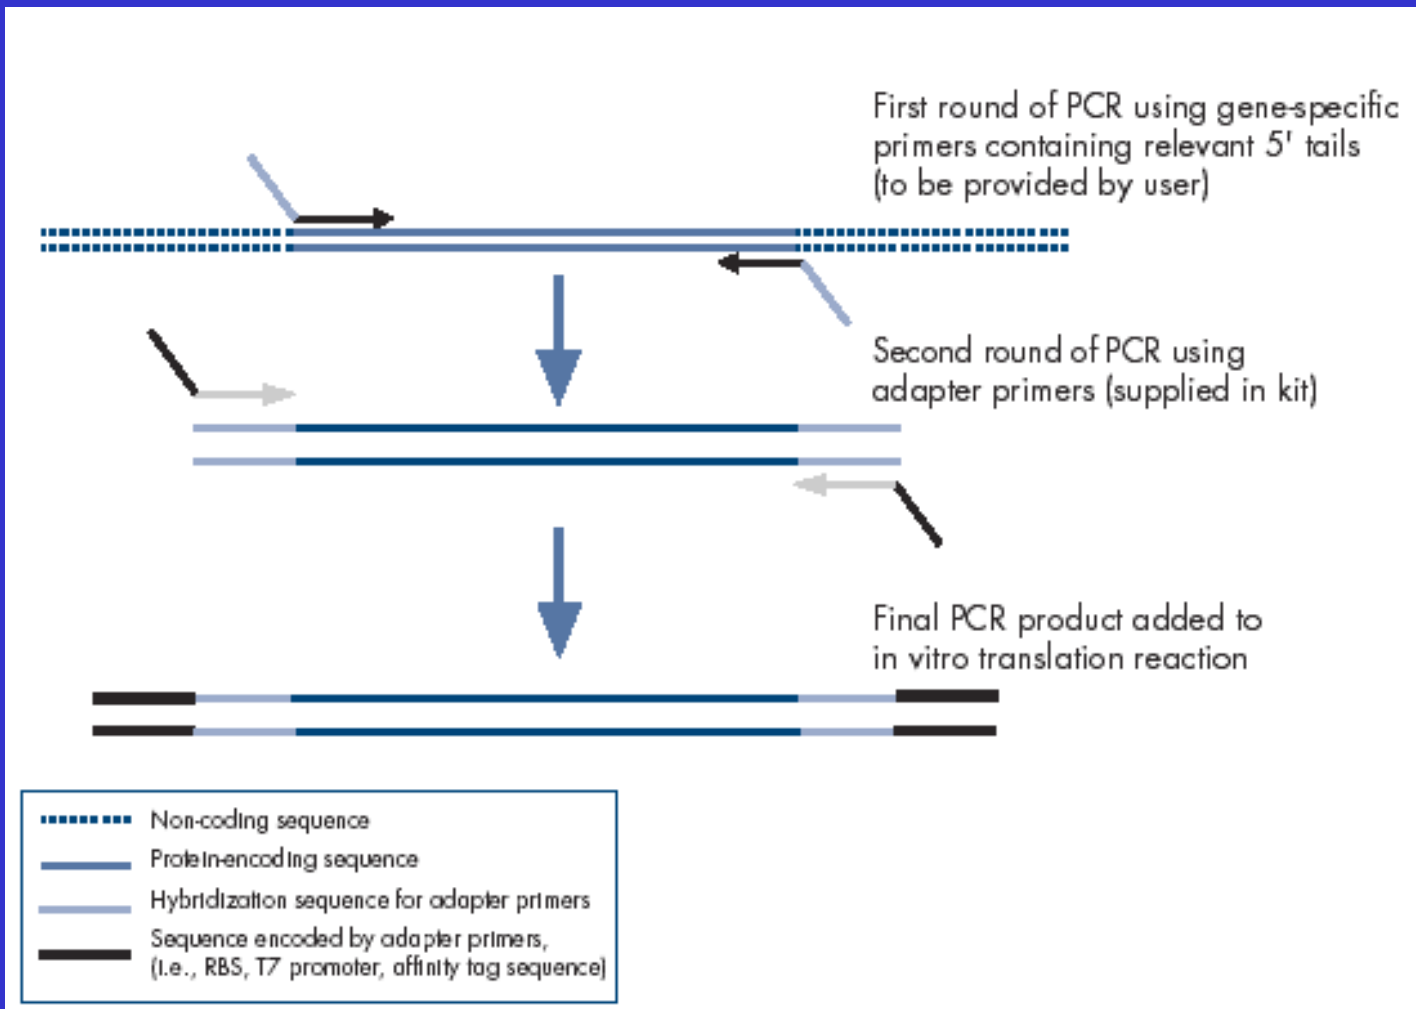 First round of PCR using gene-specific
primers containing relevant 5' tails
(to be provided by user)
Second round of PCR using
adapter primers (supplied in kit)
Final PCR product added to
in vitro translation reaction
Non-coding sequence
Protein-encoding sequence
Hybridization sequence for adapter primers
Sequence encoded by adapter primers,
(i.e., RBS, T7 promoter, affinity tag sequence)